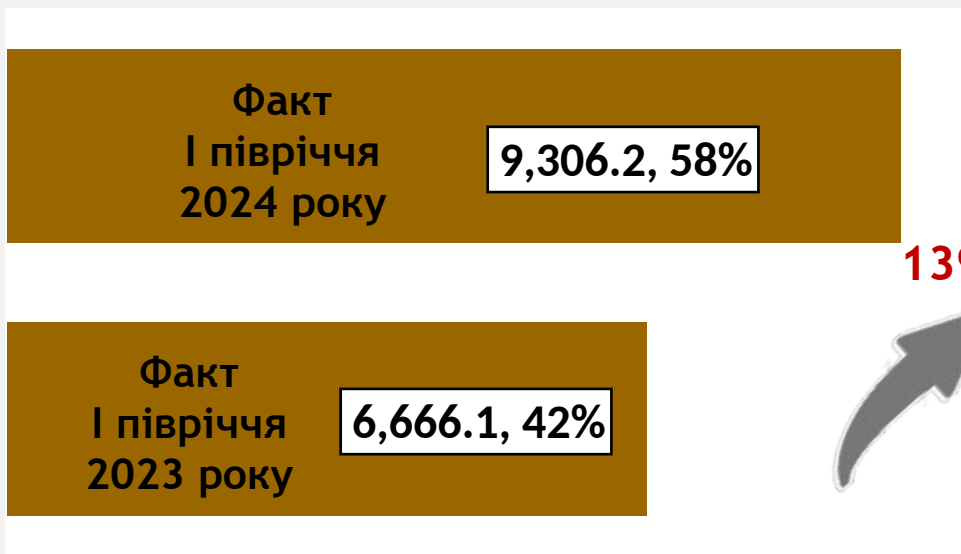 Факт
І півріччя
2024 року
9,306.2, 58%
Факт
І півріччя
2023 року
6,666.1, 42%